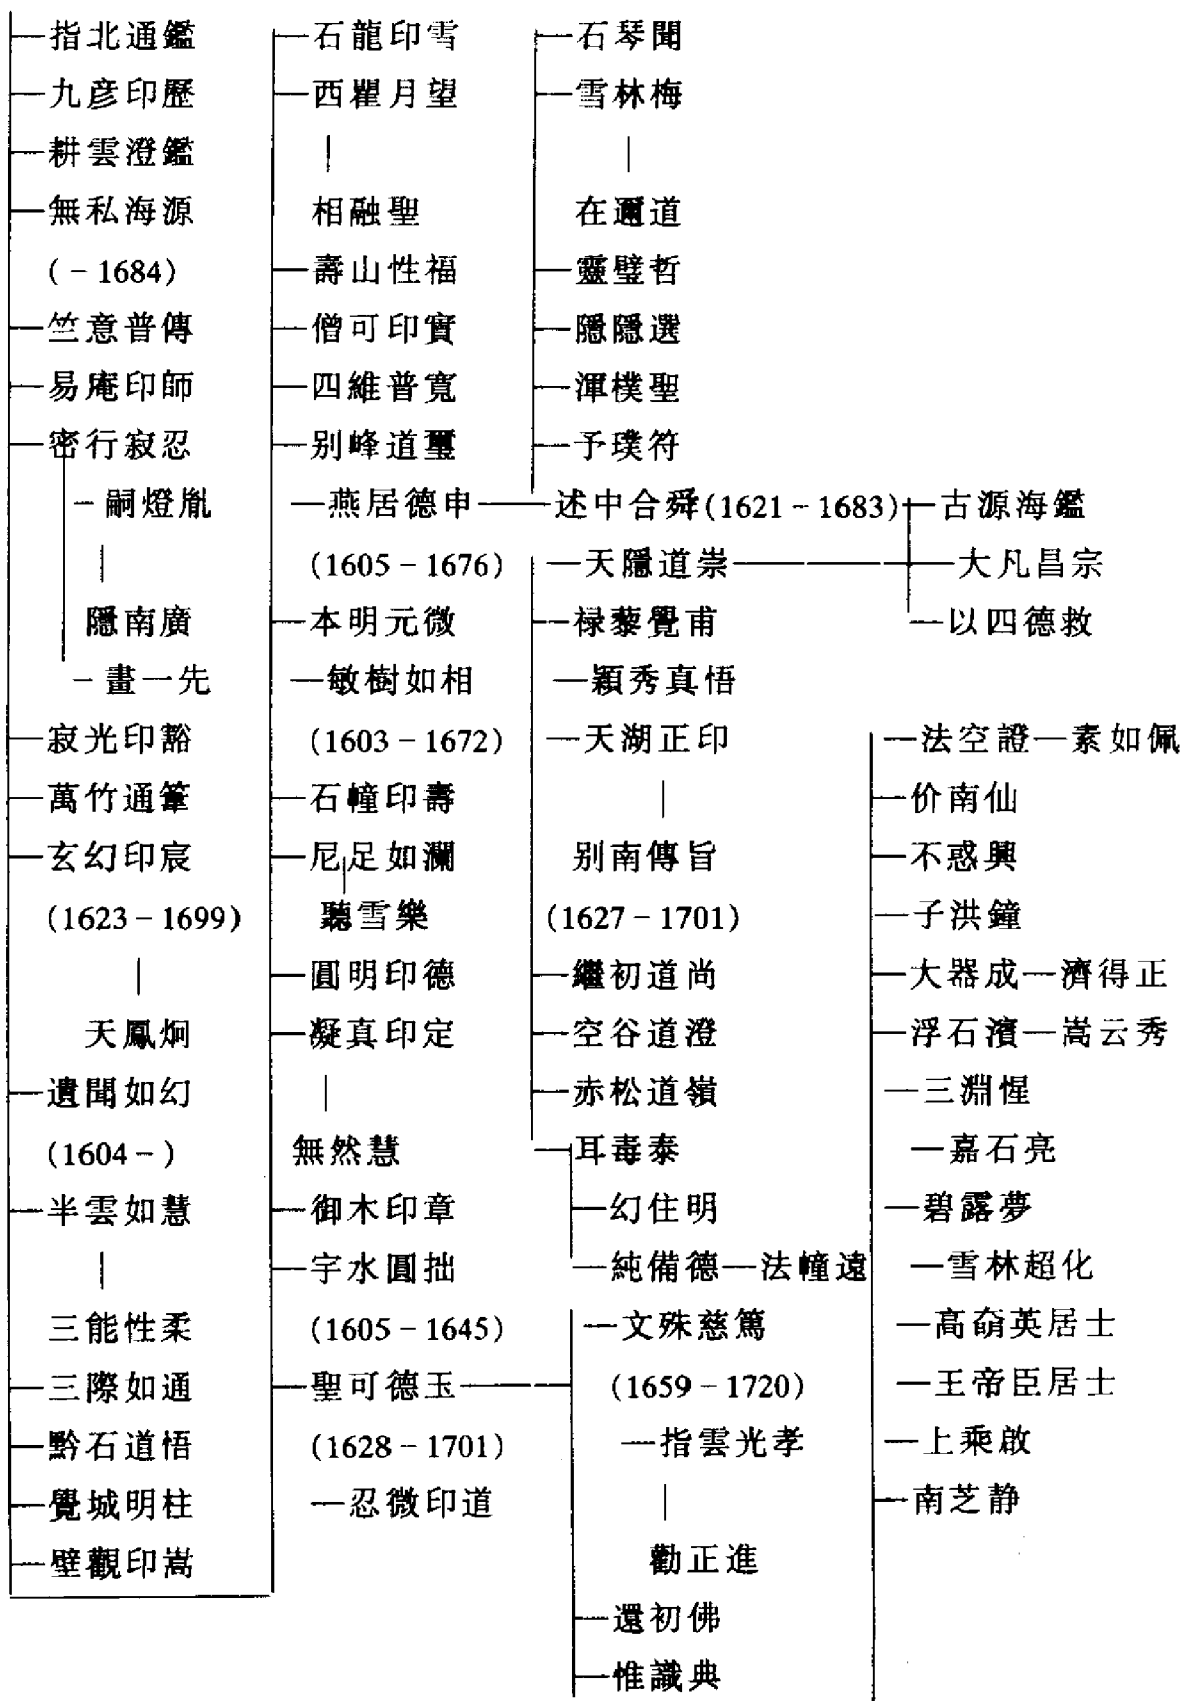 指北通鑑
九彦印歷
耕雲澄鑑
無私海源
(-1684)
竺意普傳
易庵印師
密行寂忍
嗣燈胤
隱南廣
畫一先
寂光印豁
萬竹通篁
玄幻印宸
(1623-1699)
天鳳炯
遺聞如幻
(1604-)
半雲如慧
三能性柔
三際如通
黔石道悟
覺城明柱
壁觀印嵩
石龍印雪
西瞿月望
相融聖
壽山性福
僧可印實
四維普寬
别峰道璽
燕居德申
(1605-1676)
本明元微
敏樹如相
(1603-1672)
石幢印壽
尼足如瀾
聽雪樂
圓明印德
凝真印定
無然慧
御木印章
宇水圓拙
(1605-1645)
聖可德玉
(1628-1701)
忍微印道
石琴聞
雪林梅
在邇道
靈璧哲
隱隱選
渾樸聖
予璞符
述中合舜(1621-1683)
天隱道崇
禄藜覺甫
穎秀真悟
天湖正印
别南傳旨
(1627-1701)
繼初道尚
空谷道澄
赤松道嶺
耳毒泰
幻住明
純備德—法幢遠
文殊慈篤
(1659-1720)
指雲光孝
勸正進
還初佛
惟識典
古源海鑑
大凡昌宗
以四德救
法空證—素如佩
价南仙
不惑興
子洪鐘
大器成—濟得正
浮石濱—嵩云秀
三淵惺
嘉石亮
碧露夢
雪林超化
高奣英居士
王帝臣居士
上乘啟
南芝静